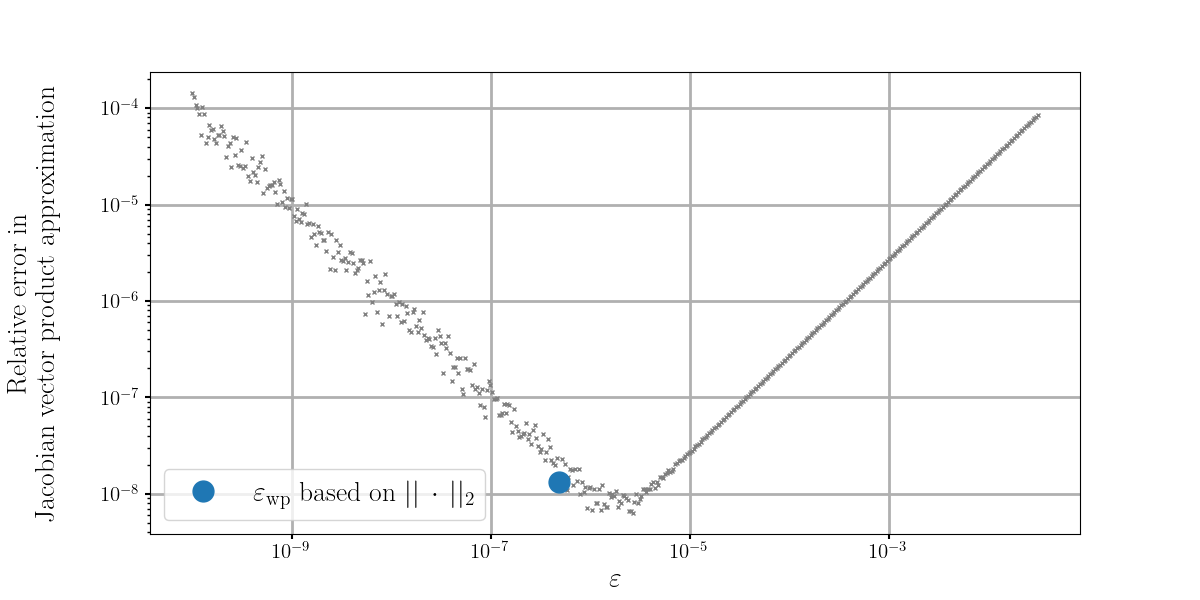 Relative error in
Jacobian vector product approximation
10⁻⁴
10⁻⁵
10⁻⁶
10⁻⁷
10⁻⁸
ε_wp based on || · ||₂
10⁻⁹ 10⁻⁷ 10⁻⁵ 10⁻³
ε